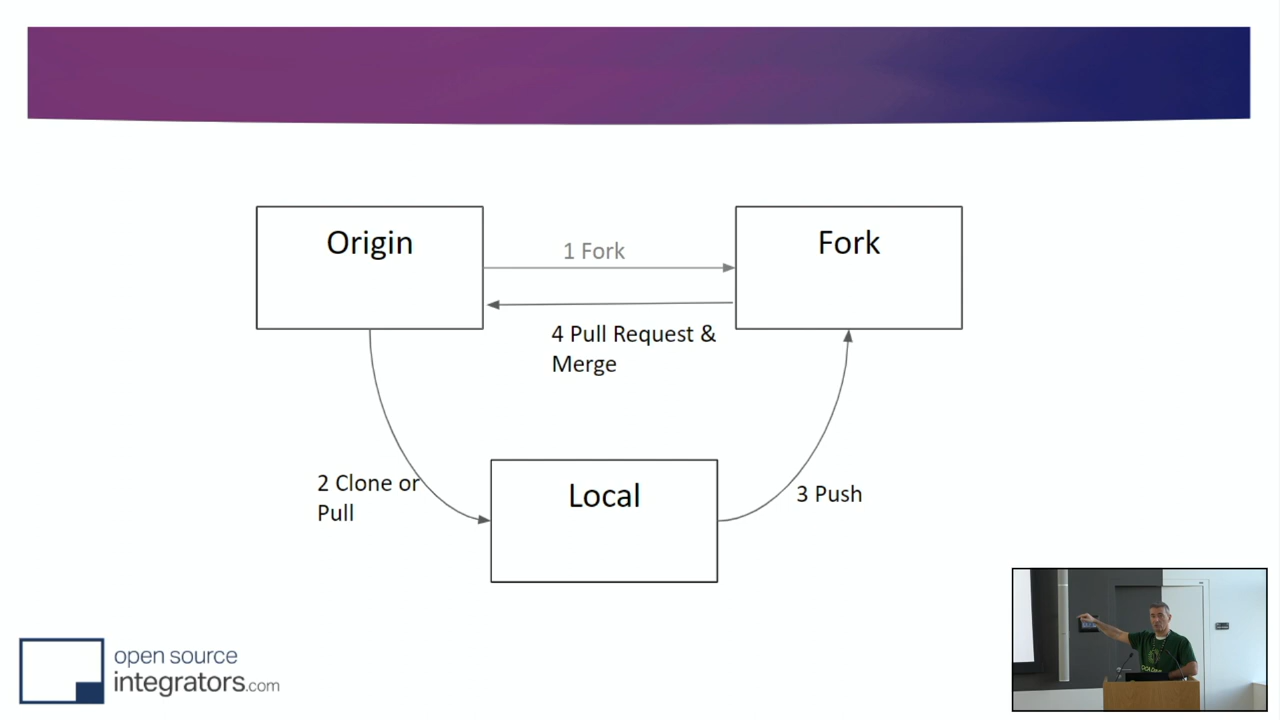 Origin
1 Fork
Fork
4 Pull Request &
Merge
2 Clone or
Pull
Local
3 Push
open source
integrators.com